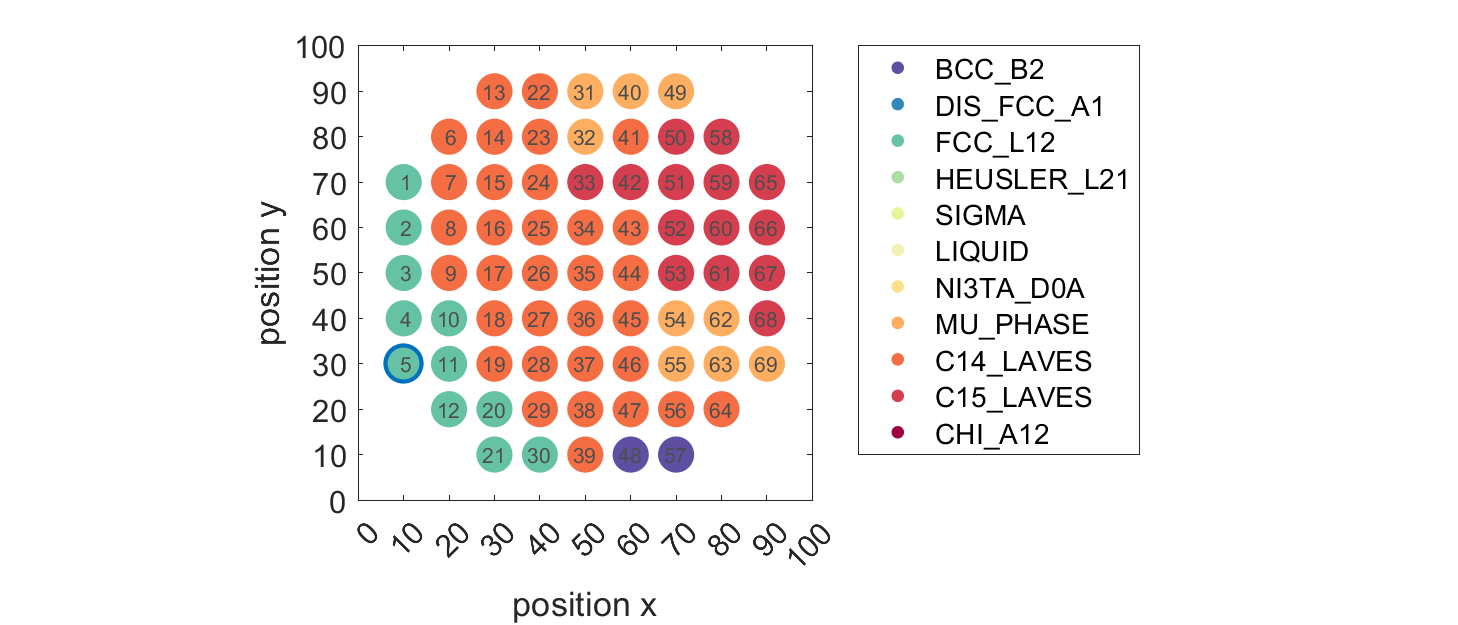 100
90 13 22 31 40 49
80 6 14 23 32 41 50 58
70 1 7 15 24 33 42 51 59 65
60 2 8 16 25 34 43 52 60 66
50 3 9 17 26 35 44 53 61 67
40 4 10 18 27 36 45 54 62 68
30 5 11 19 28 37 46 55 63 69
20 12 20 29 38 47 56 64
10 21 30 39 48 57
0
0 10 20 30 40 50 60 70 80 90 100
position x
position y
BCC_B2
DIS_FCC_A1
FCC_L12
HEUSLER_L21
SIGMA
LIQUID
NI3TA_D0A
MU_PHASE
C14_LAVES
C15_LAVES
CHI_A12